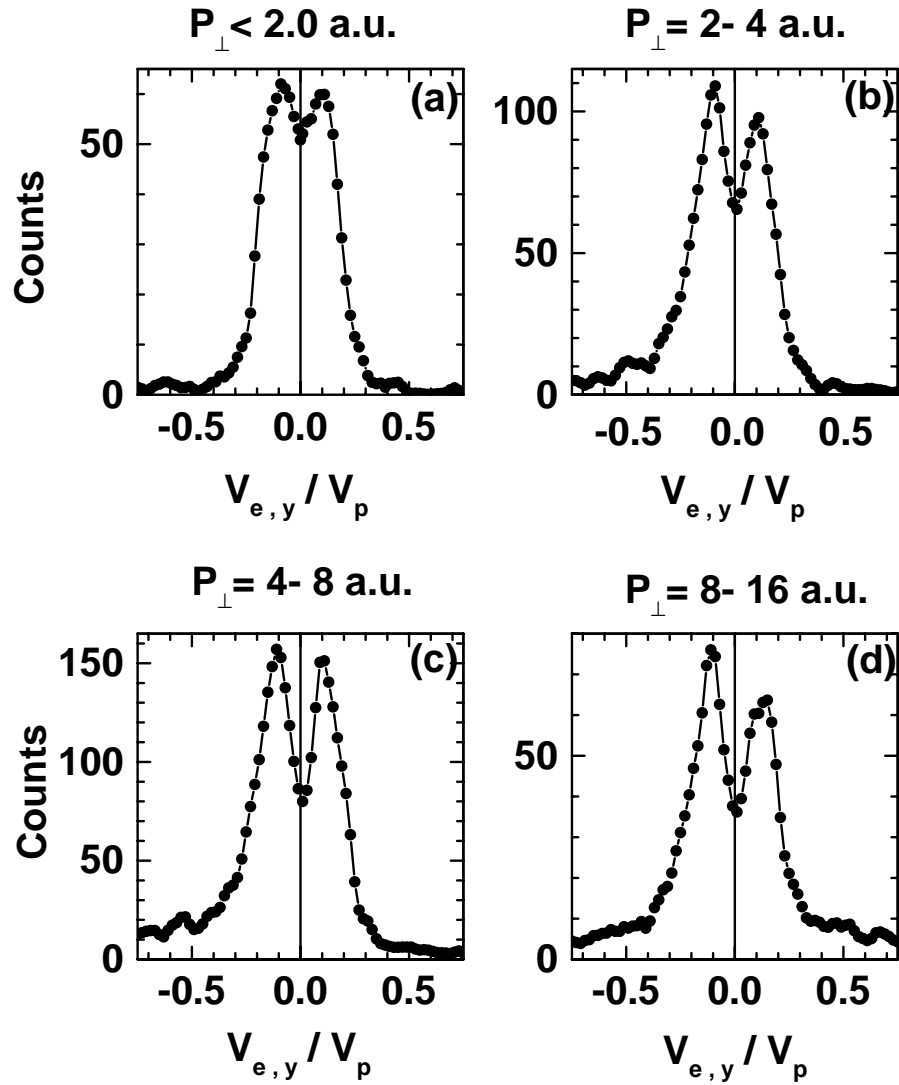 P⊥< 2.0 a.u.
P⊥= 2- 4 a.u.
(a)
50
0
Counts
-0.5 0.0 0.5
Ve,y / Vp
(b)
100
50
0
-0.5 0.0 0.5
Ve,y / Vp
P⊥= 4- 8 a.u.
P⊥= 8- 16 a.u.
(c)
150
100
50
0
Counts
-0.5 0.0 0.5
Ve,y / Vp
(d)
50
0
-0.5 0.0 0.5
Ve,y / Vp